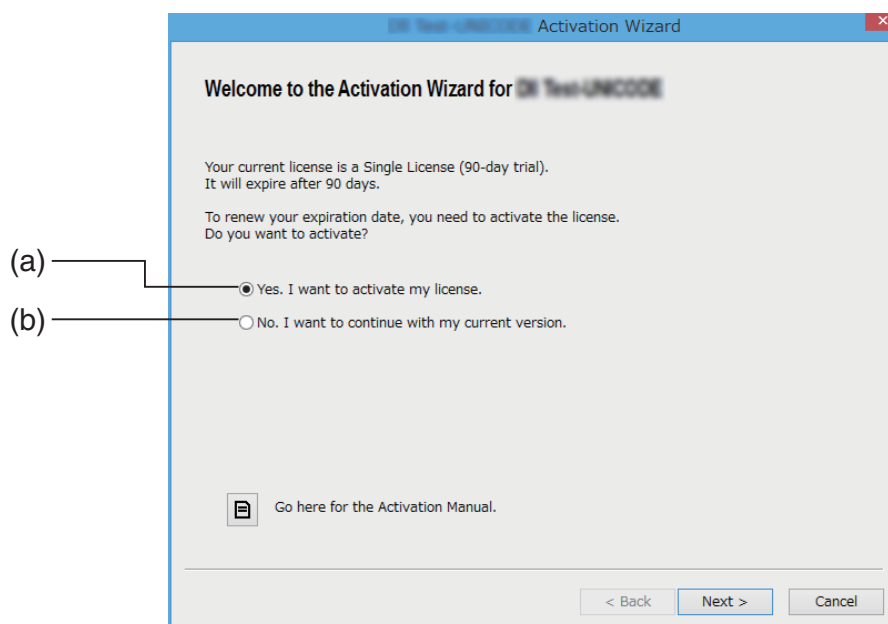 Activation Wizard
Welcome to the Activation Wizard for
Your current license is a Single License (90-day trial).
It will expire after 90 days.
To renew your expiration date, you need to activate the license.
Do you want to activate?
(a)
Yes. I want to activate my license.
(b)
No. I want to continue with my current version.
Go here for the Activation Manual.
< Back
Next >
Cancel